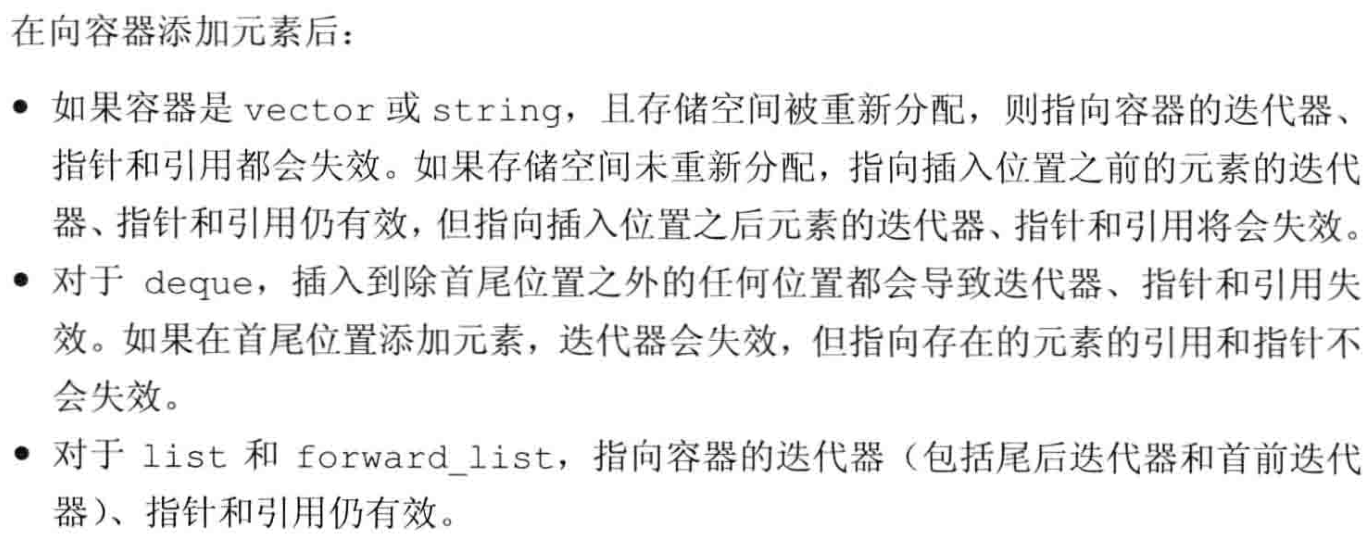 在向容器添加元素后：
● 如果容器是 vector 或 string，且存储空间被重新分配，则指向容器的迭代器、
指针和引用都会失效。如果存储空间未重新分配，指向插入位置之前的元素的迭代
器、指针和引用仍有效，但指向插入位置之后元素的迭代器、指针和引用将会失效。
● 对于 deque，插入到除首尾位置之外的任何位置都会导致迭代器、指针和引用失
效。如果在首尾位置添加元素，迭代器会失效，但指向存在的元素的引用和指针不
会失效。
● 对于 list 和 forward_list，指向容器的迭代器（包括尾后迭代器和首前迭代
器）、指针和引用仍有效。